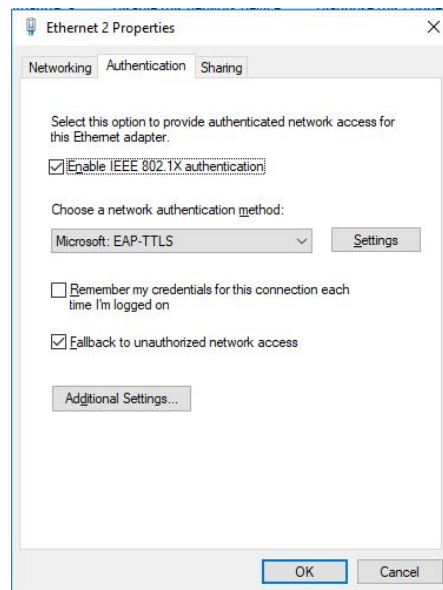 Ethernet 2 Properties
Networking Authentication Sharing
Select this option to provide authenticated network access for
this Ethernet adapter.
Enable IEEE 802.1X authentication
Choose a network authentication method:
Microsoft: EAP-TTLS Settings
Remember my credentials for this connection each
time I'm logged on
Fallback to unauthorized network access
Additional Settings...
OK Cancel